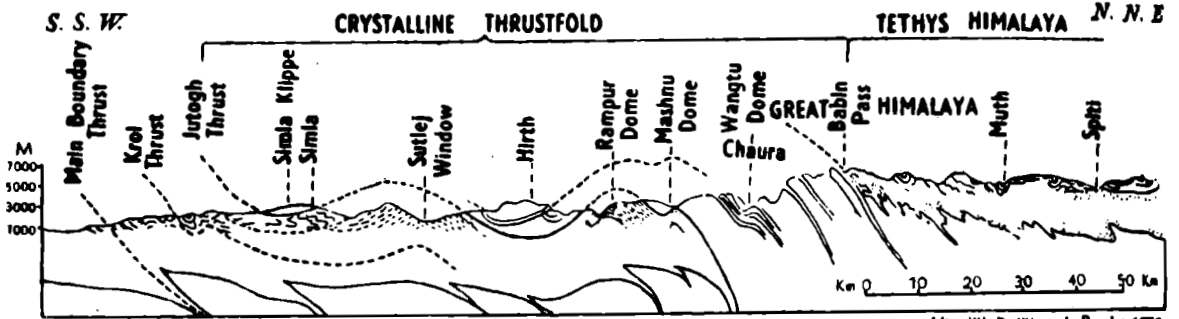 S. S. W. CRYSTALLINE THRUSTFOLD TETHYS HIMALAYA N. N. E
Main Boundary
Thrust
Krol
Thrust
Jutogh
Thrust
Simla Klippe
Simla
Sutlej
Window
Hirth
Rampur
Dome
Mashnu
Dome
Wangtu
Dome
Chaura
GREAT HIMALAYA
Babin
Pass
Muth
Spiti
M
7000
5000
3000
1000
Km 0 10 20 30 40 50 Km